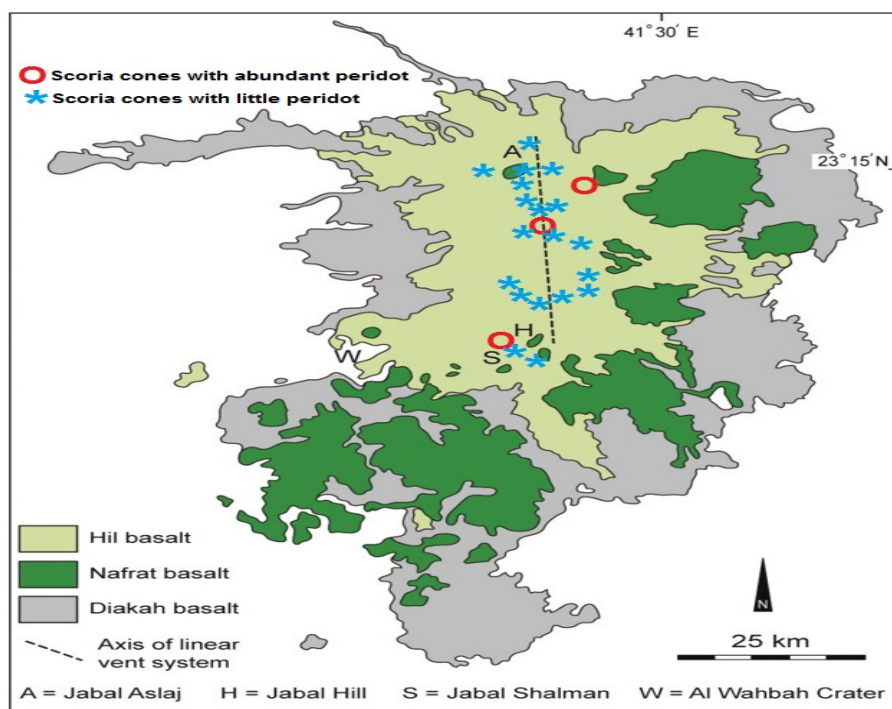 41°30′ E
Scoria cones with abundant peridot
Scoria cones with little peridot
A
23°15′N
H
W
S
Hil basalt
Nafrat basalt
Diakah basalt
Axis of linear
vent system
N
25 km
A = Jabal Aslaj H = Jabal Hill S = Jabal Shalman W = Al Wahbah Crater